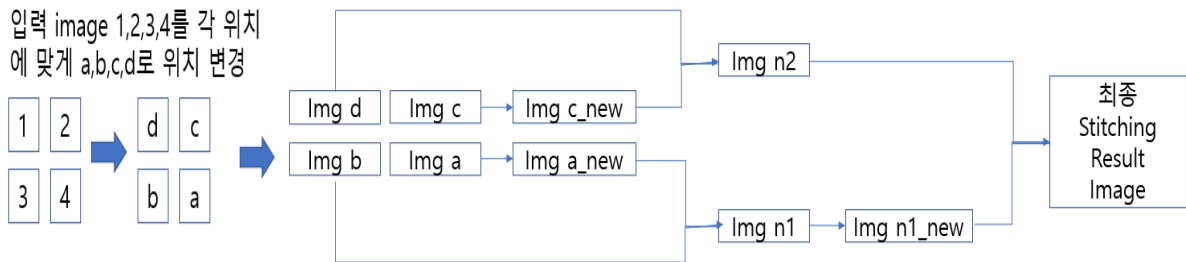 입력 image 1,2,3,4를 각 위치
에 맞게 a,b,c,d로 위치 변경
1 2
3 4
d c
b a
Img d Img c Img c_new
Img b Img a Img a_new
Img n2
Img n1 Img n1_new
최종
Stitching
Result
Image